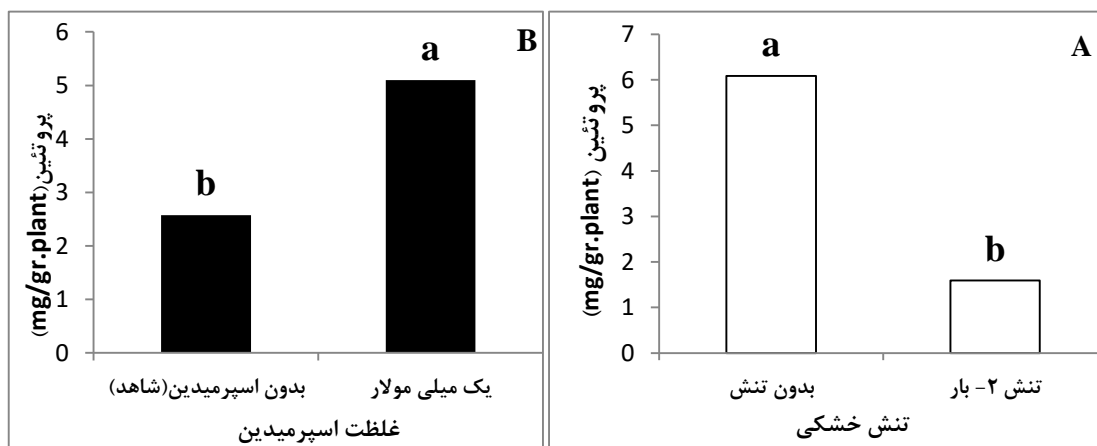 B
پروتئین(mg/gr.plant)
6
5
4
3
2
1
0
b
a
بدون اسپرمیدین(شاهد)
یک میلی مولار
غلظت اسپرمیدین
A
پروتئین (mg/gr.plant)
7
6
5
4
3
2
1
0
a
b
بدون تنش
تنش ۲- بار
تنش خشکی